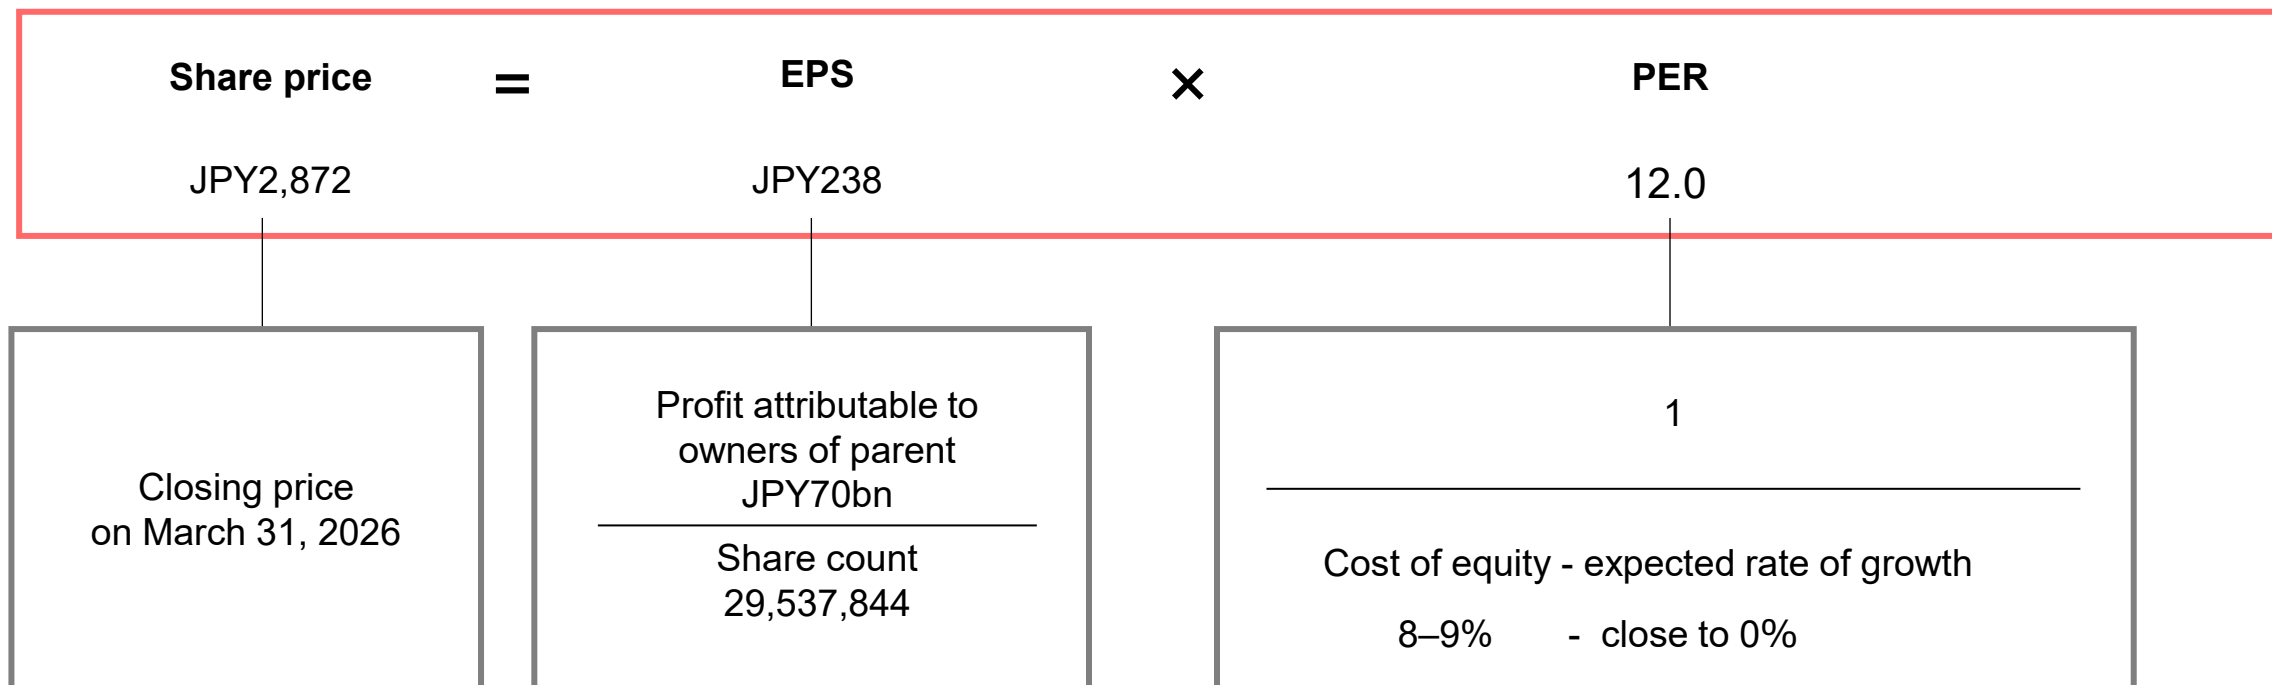 Share price = EPS × PER
JPY2,872 JPY238 12.0
Closing price
on March 31, 2026
Profit attributable to
owners of parent
JPY70bn
Share count
29,537,844
1
Cost of equity - expected rate of growth
8–9% - close to 0%